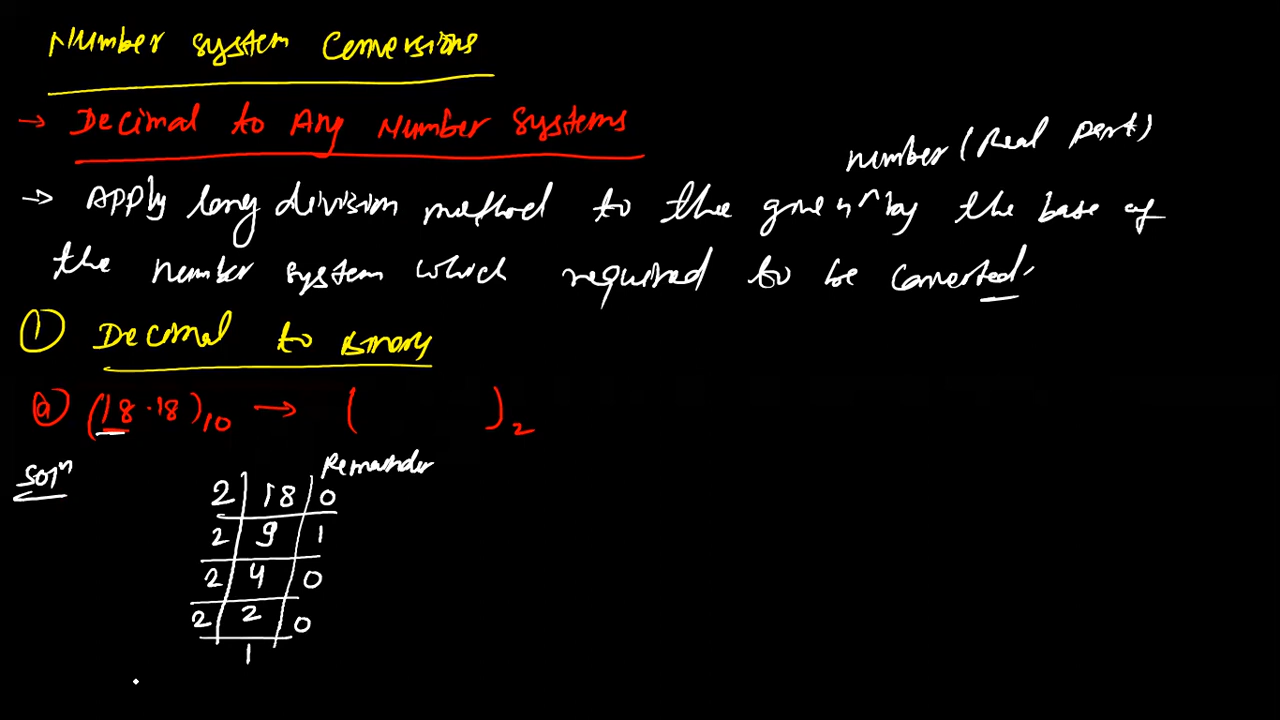 Number System Conversions
→ Decimal to Any Number Systems
number (Real part)
→ Apply long division method to the given ^ by the base of
the number system which required to be converted.
① Decimal to Binary
ⓐ (18.18)10 → ( )2
Solⁿ
Remainder
2 | 18 | 0
2 | 9 | 1
2 | 4 | 0
2 | 2 | 0
1